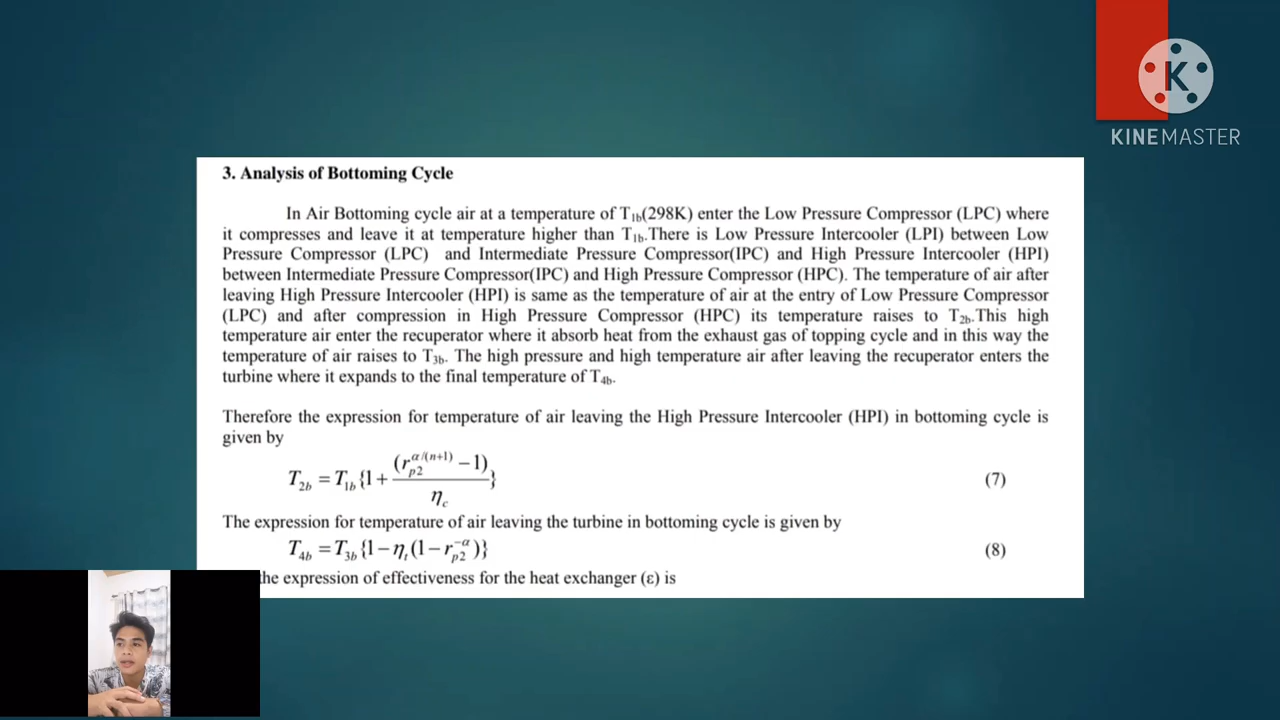 K
KINEMASTER
3. Analysis of Bottoming Cycle
In Air Bottoming cycle air at a temperature of T1b(298K) enter the Low Pressure Compressor (LPC) where
it compresses and leave it at temperature higher than T1b.There is Low Pressure Intercooler (LPI) between Low
Pressure Compressor (LPC) and Intermediate Pressure Compressor(IPC) and High Pressure Intercooler (HPI)
between Intermediate Pressure Compressor(IPC) and High Pressure Compressor (HPC). The temperature of air after
leaving High Pressure Intercooler (HPI) is same as the temperature of air at the entry of Low Pressure Compressor
(LPC) and after compression in High Pressure Compressor (HPC) its temperature raises to T2b.This high
temperature air enter the recuperator where it absorb heat from the exhaust gas of topping cycle and in this way the
temperature of air raises to T3b. The high pressure and high temperature air after leaving the recuperator enters the
turbine where it expands to the final temperature of T4b.
Therefore the expression for temperature of air leaving the High Pressure Intercooler (HPI) in bottoming cycle is
given by
T2b = T1b{1 + (rp2^α/(n+1) − 1) / ηc} (7)
The expression for temperature of air leaving the turbine in bottoming cycle is given by
T4b = T3b{1 − ηt(1 − rp2^−α)} (8)
the expression of effectiveness for the heat exchanger (ε) is